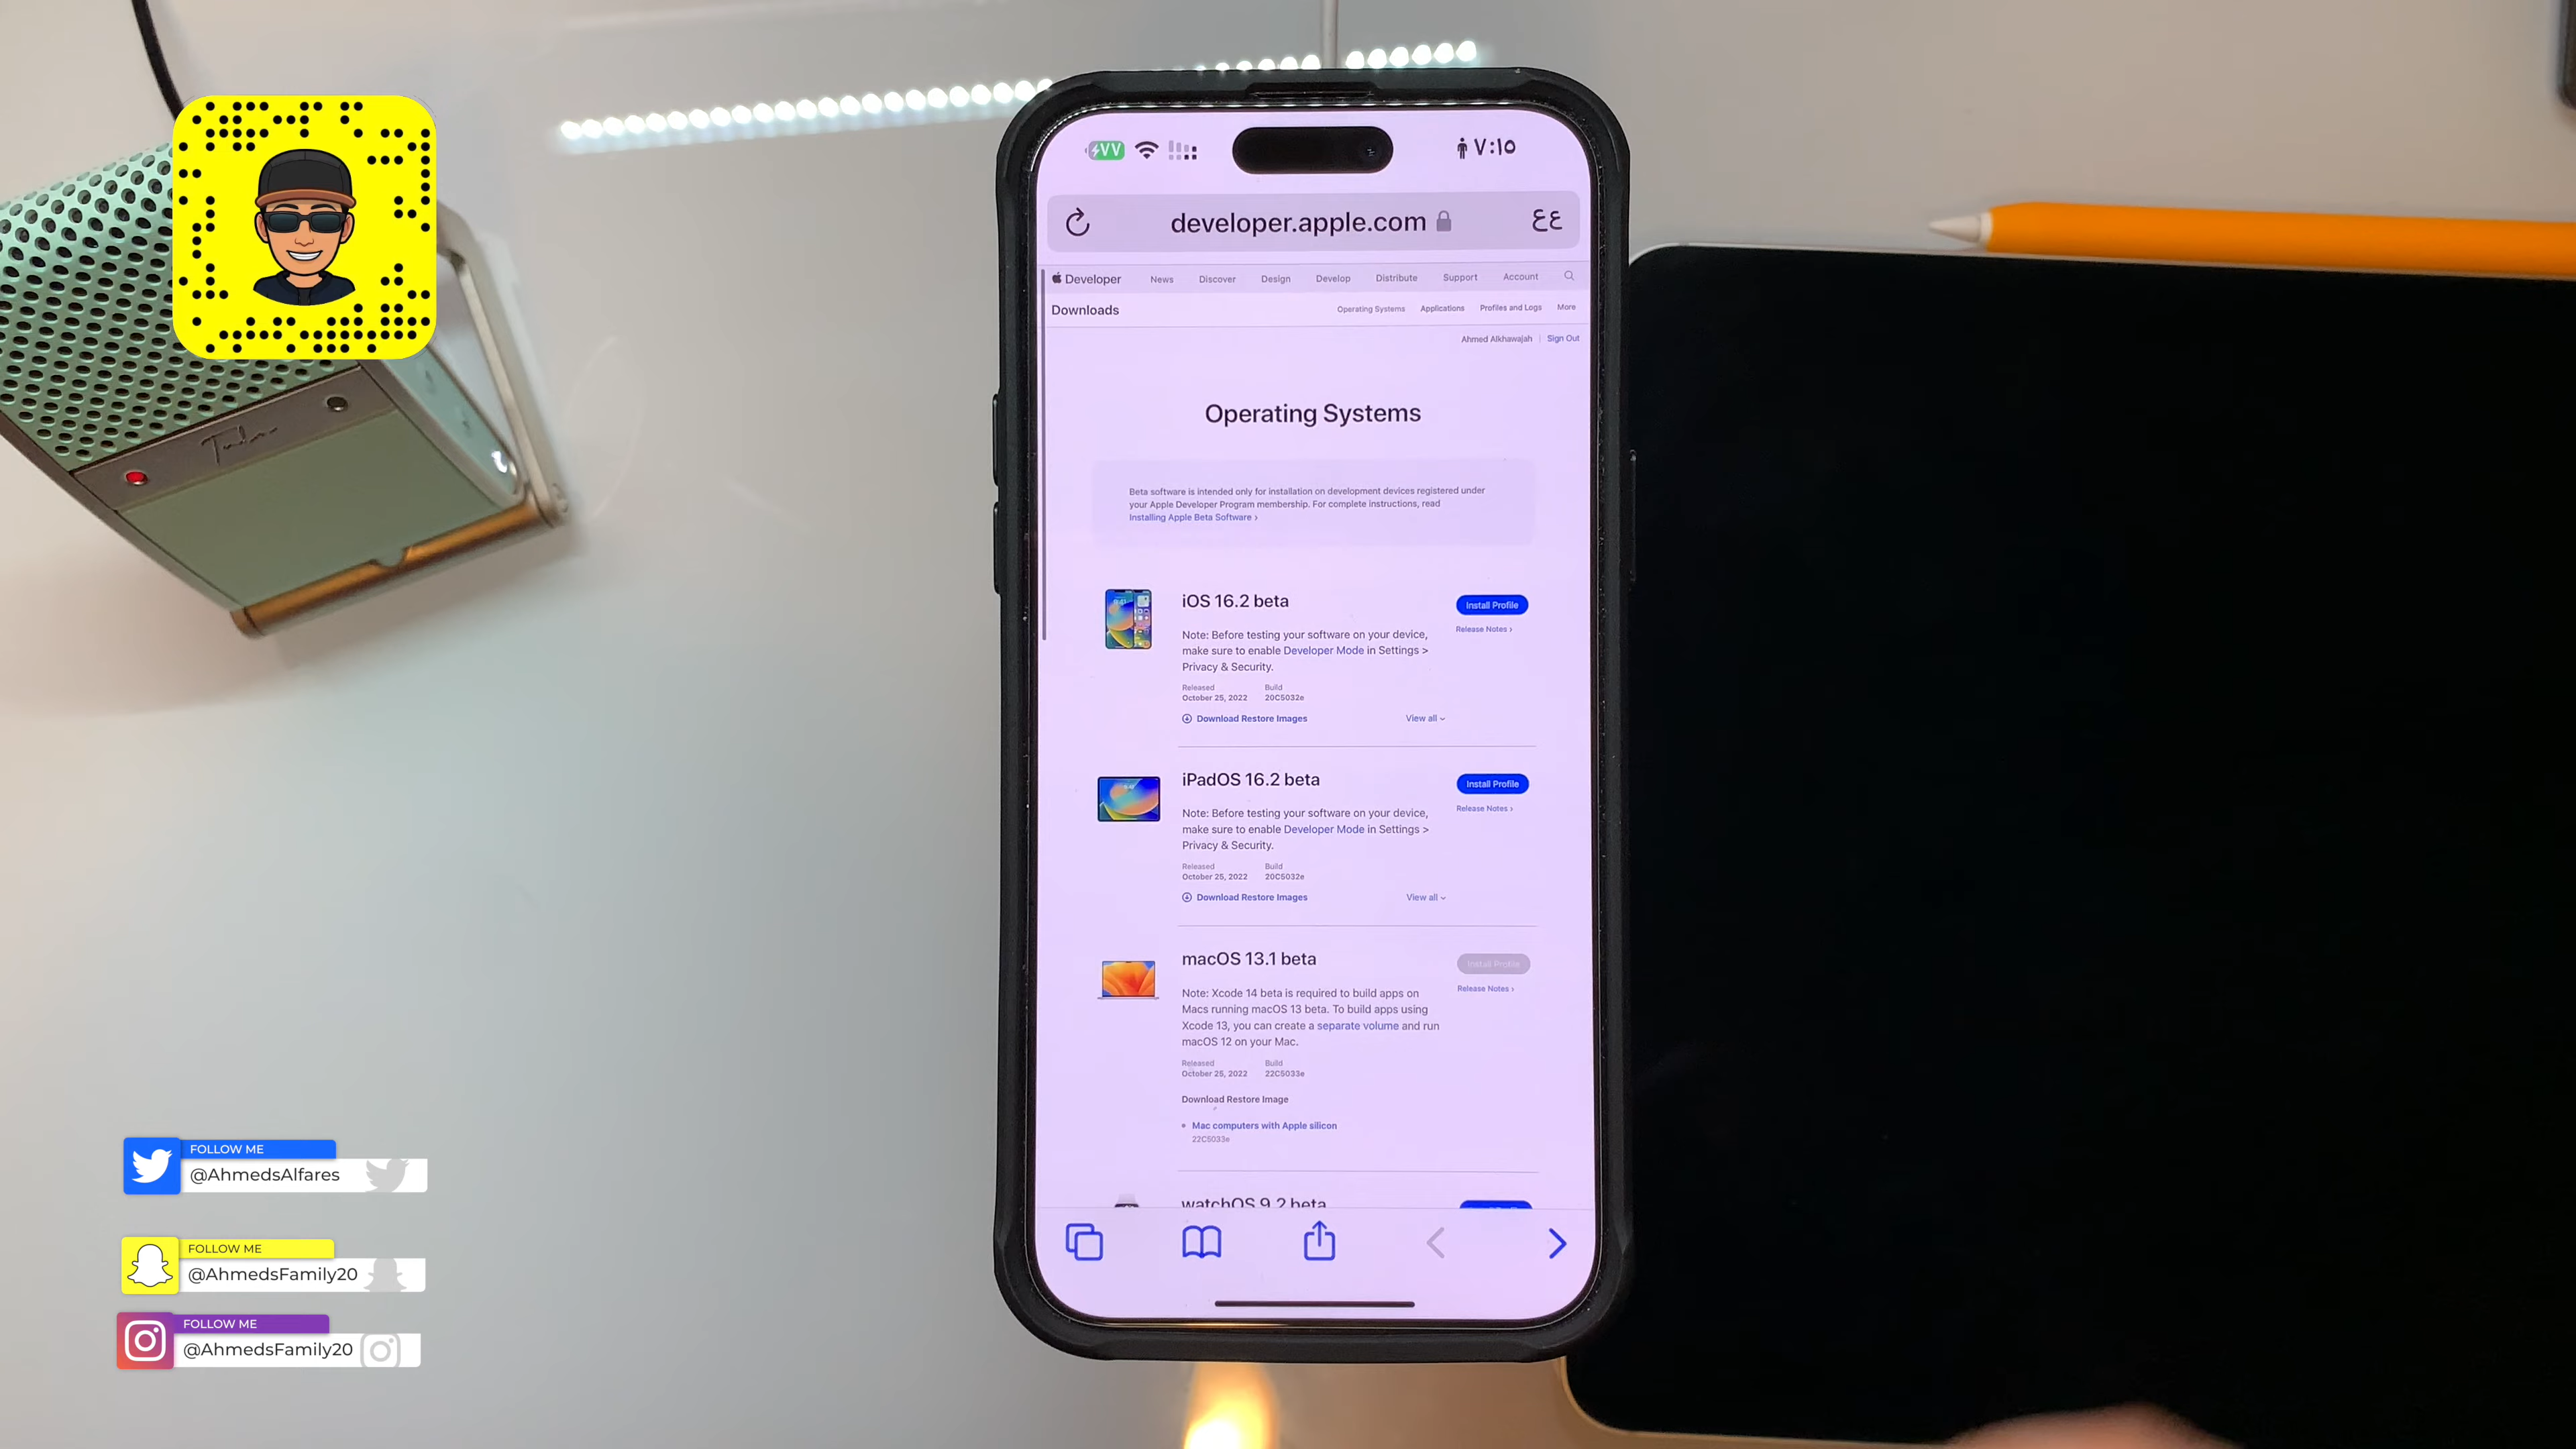 ٧٧
٧:١٥
developer.apple.com
ع ع
Developer
News
Discover
Design
Develop
Distribute
Support
Account
Downloads
Operating Systems
Applications
Profiles and Logs
More
Ahmed Alkhawajah | Sign Out
Operating Systems
Beta software is intended only for installation on development devices registered under
your Apple Developer Program membership. For complete instructions, read
Installing Apple Beta Software >
iOS 16.2 beta
Install Profile
Release Notes >
Note: Before testing your software on your device,
make sure to enable Developer Mode in Settings >
Privacy & Security.
Released
Build
October 25, 2022
20C5032e
Download Restore Images
View all
iPadOS 16.2 beta
Install Profile
Release Notes >
Note: Before testing your software on your device,
make sure to enable Developer Mode in Settings >
Privacy & Security.
Released
Build
October 25, 2022
20C5032e
Download Restore Images
View all
macOS 13.1 beta
Install Profile
Release Notes >
Note: Xcode 14 beta is required to build apps on
Macs running macOS 13 beta. To build apps using
Xcode 13, you can create a separate volume and run
macOS 12 on your Mac.
Released
Build
October 25, 2022
22C5033e
Download Restore Image
Mac computers with Apple silicon
22C5033e
watchOS 9.2 beta
FOLLOW ME
@AhmedsAlfares
FOLLOW ME
@AhmedsFamily20
FOLLOW ME
@AhmedsFamily20